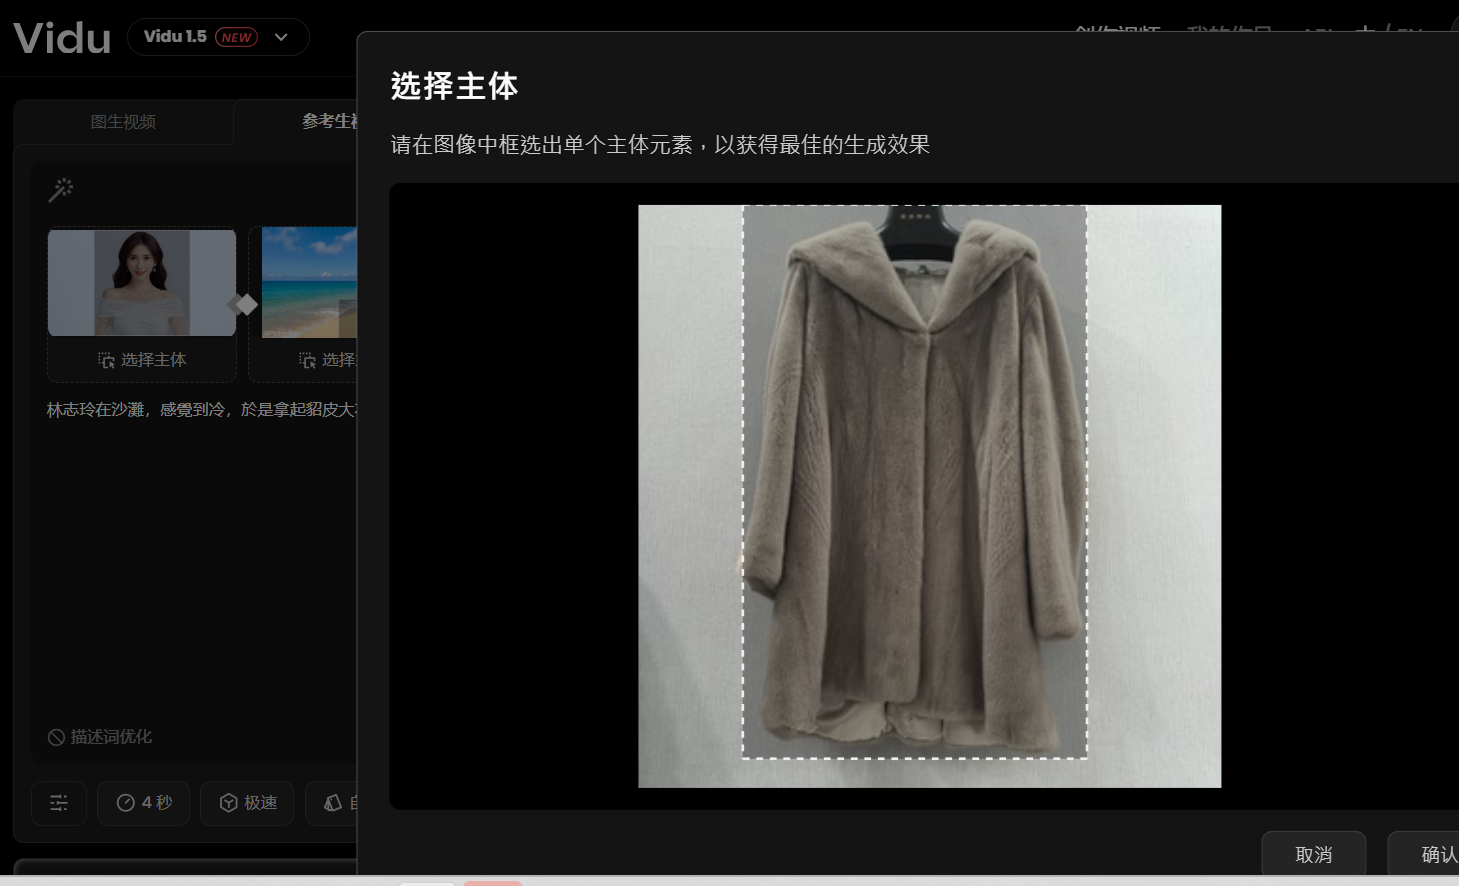 Vidu
Vidu 1.5 NEW
图生视频
参考生
选择主体
选择
林志玲在沙灘，感覺到冷，於是拿起貂皮大
描述词优化
4 秒
极速
选择主体
请在图像中框选出单个主体元素，以获得最佳的生成效果
取消
确认